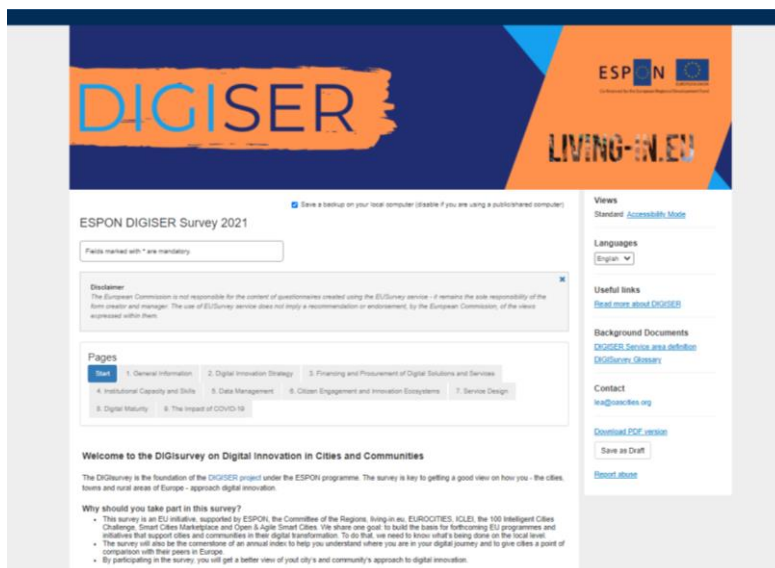 DIGISER
ESPON
LIVING-IN.EU
Save a backup on your local computer (disable if you are using a public/shared computer)
ESPON DIGISER Survey 2021
Fields marked with * are mandatory.
Disclaimer
The European Commission is not responsible for the content of questionnaires created using the EUSurvey service - it remains the sole responsibility of the
form creator and manager. The use of EUSurvey service does not imply a recommendation or endorsement, by the European Commission, of the views
expressed within them.
Pages
Start 1. General Information 2. Digital Innovation Strategy 3. Financing and Procurement of Digital Solutions and Services
4. Institutional Capacity and Skills 5. Data Management 6. Citizen Engagement and Innovation Ecosystems 7. Service Design
8. Digital Maturity 9. The Impact of COVID-19
Welcome to the DIGIsurvey on Digital Innovation in Cities and Communities
The DIGIsurvey is the foundation of the DIGISER project under the ESPON programme. The survey is key to getting a good view on how you - the cities,
towns and rural areas of Europe - approach digital innovation.
Why should you take part in this survey?
• This survey is an EU initiative, supported by ESPON, the Committee of the Regions, living-in.eu, EUROCITIES, ICLEI, the 100 Intelligent Cities
Challenge, Smart Cities Marketplace and Open & Agile Smart Cities. We share one goal: to build the basis for forthcoming EU programmes and
initiatives that support cities and communities in their digital transformation. To do that, we need to know what's being done on the local level.
• The survey will also be the cornerstone of an annual index to help you understand where you are in your digital journey and to give cities a point of
comparison with their peers in Europe.
• By participating in the survey, you will get a better view of yout city's and community's approach to digital innovation.
Views
Standard Accessibility Mode
Languages
English
Useful links
Read more about DIGISER
Background Documents
DIGISER Service area definition
DIGISurvey Glossary
Contact
lea@oascities.org
Download PDF version
Save as Draft
Report abuse